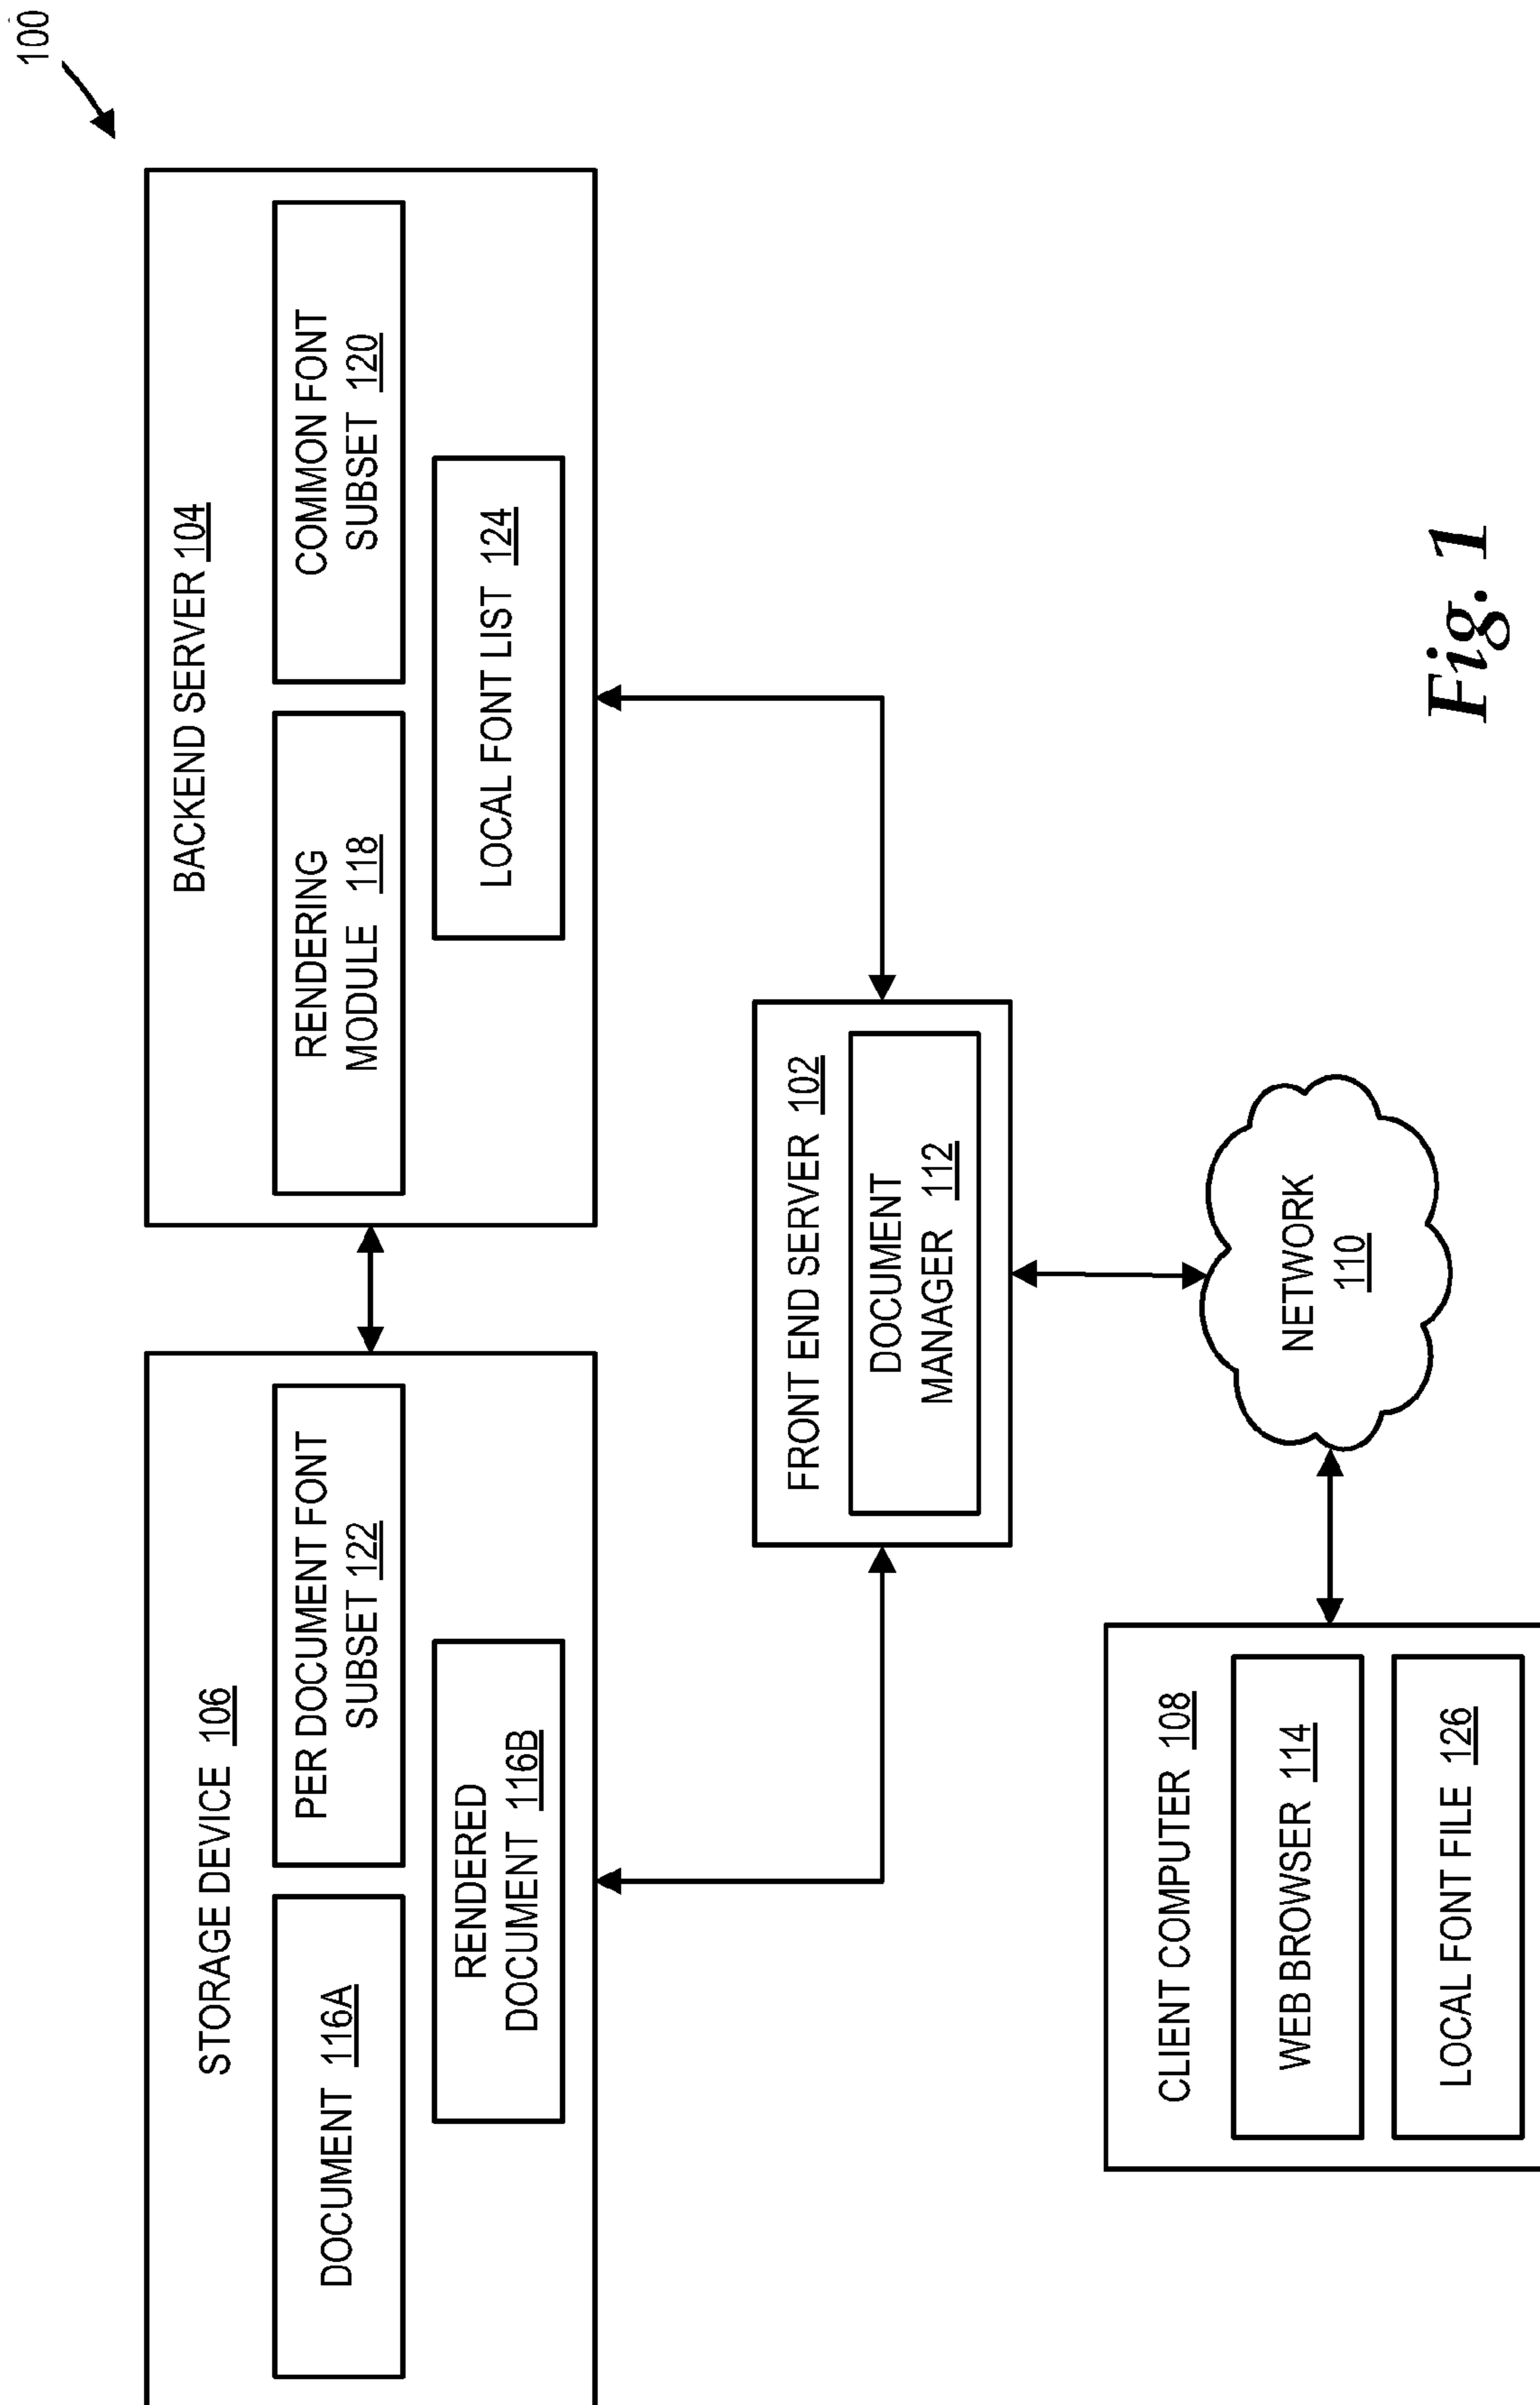 100
STORAGE DEVICE 106
DOCUMENT 116A
PER DOCUMENT FONT
SUBSET 122
RENDERED
DOCUMENT 116B
BACKEND SERVER 104
RENDERING
MODULE 118
COMMON FONT
SUBSET 120
LOCAL FONT LIST 124
FRONT END SERVER 102
DOCUMENT
MANAGER 112
CLIENT COMPUTER 108
WEB BROWSER 114
LOCAL FONT FILE 126
NETWORK
110
Fig. 1